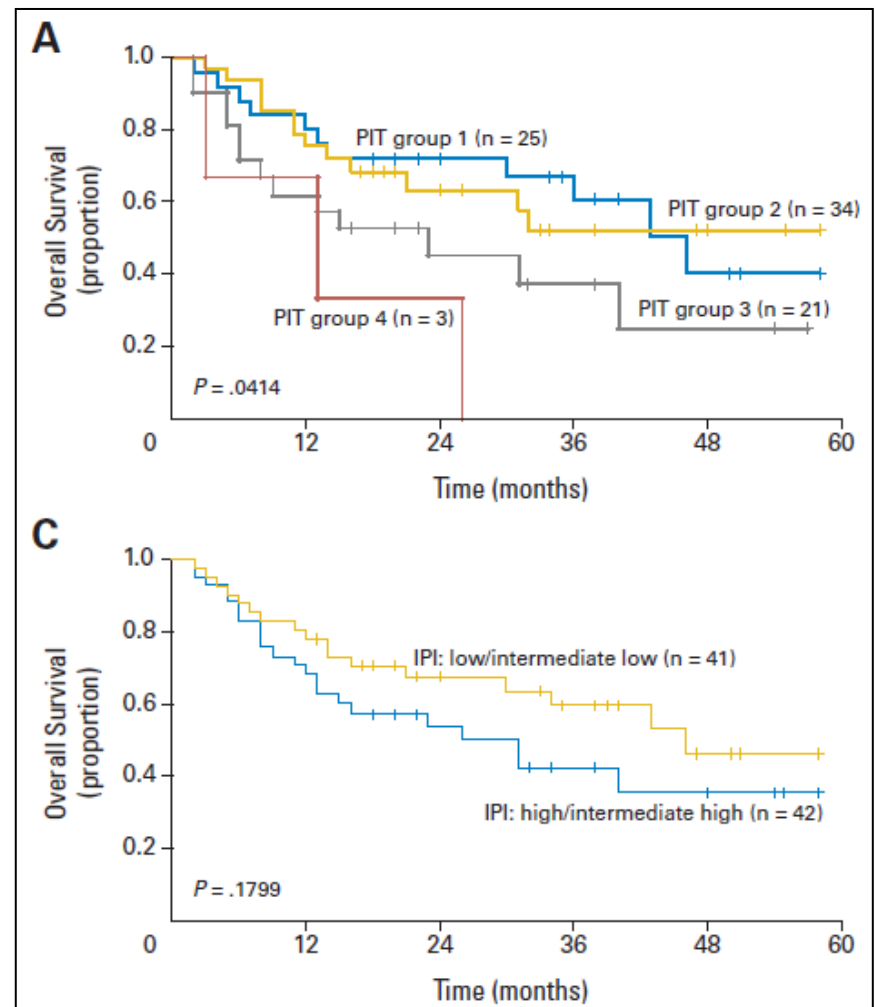 A
1.0
0.8
0.6
0.4
0.2
0
12
24
36
48
60
Overall Survival
(proportion)
PIT group 1 (n = 25)
PIT group 2 (n = 34)
PIT group 3 (n = 21)
PIT group 4 (n = 3)
P = .0414
Time (months)
C
1.0
0.8
0.6
0.4
0.2
0
12
24
36
48
60
Overall Survival
(proportion)
IPI: low/intermediate low (n = 41)
IPI: high/intermediate high (n = 42)
P = .1799
Time (months)